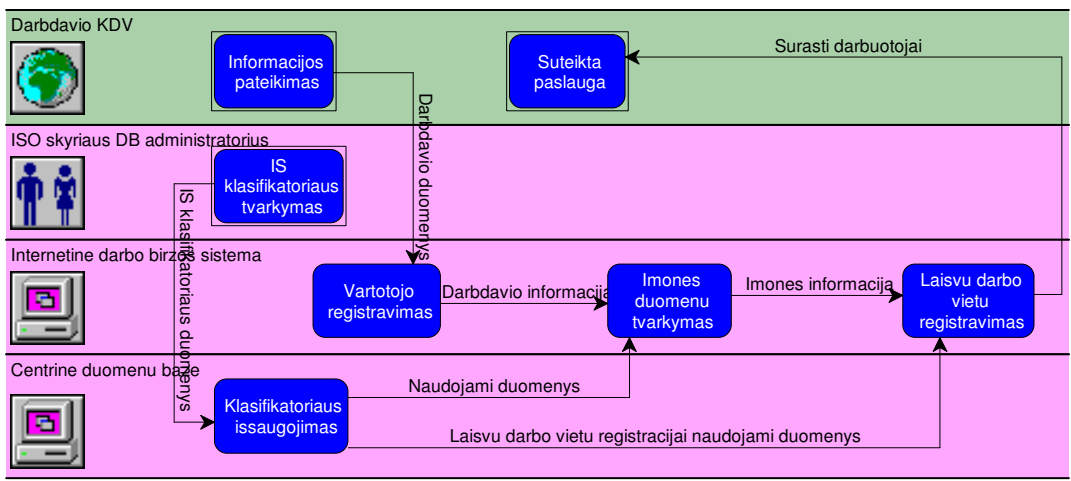 Darbdavio KDV
Informacijos
pateikimas
Suteikta
paslauga
Surasti darbuotojai
Darbdavio duomenys
ISO skyriaus DB administratorius
IS
klasifikatoriaus
tvarkymas
IS klasifikatoriaus duomenys
Internetine darbo birzos sistema
Vartotojo
registravimas
Darbdavio informacija
Imones
duomenu
tvarkymas
Imones informacija
Laisvu darbo
vietu
registravimas
Centrine duomenu baze
Klasifikatoriaus
issaugojimas
Naudojami duomenys
Laisvu darbo vietu registracijai naudojami duomenys